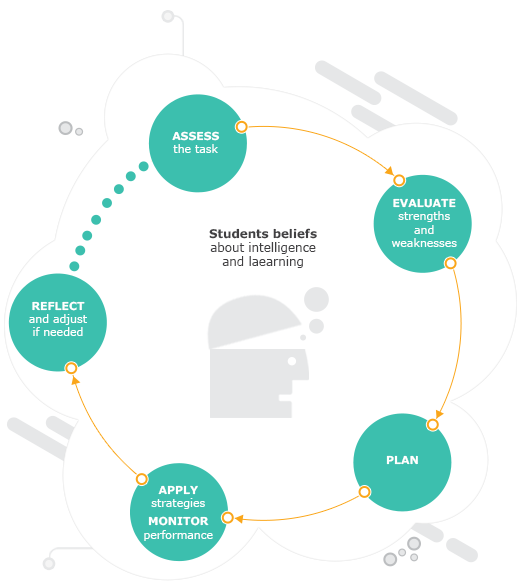 ASSESS
the task
EVALUATE
strengths
and
weaknesses
Students beliefs
about intelligence
and laearning
REFLECT
and adjust
if needed
PLAN
APPLY
strategies
MONITOR
performance